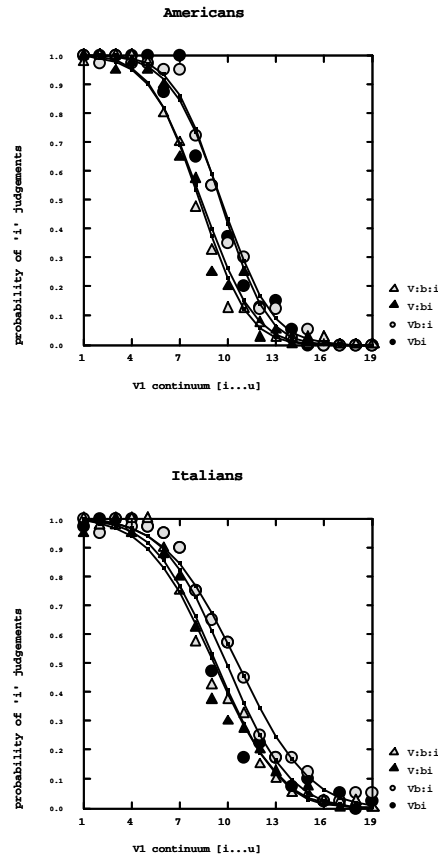 Americans
probability of 'i' judgements
1.0
0.9
0.8
0.7
0.6
0.5
0.4
0.3
0.2
0.1
0.0
1 4 7 10 13 16 19
V1 continuum [i...u]
V:b:i
V:bi
Vb:i
Vbi
Italians
probability of 'i' judgements
1.0
0.9
0.8
0.7
0.6
0.5
0.4
0.3
0.2
0.1
0.0
1 4 7 10 13 16 19
V1 continuum [i...u]
V:b:i
V:bi
Vb:i
Vbi